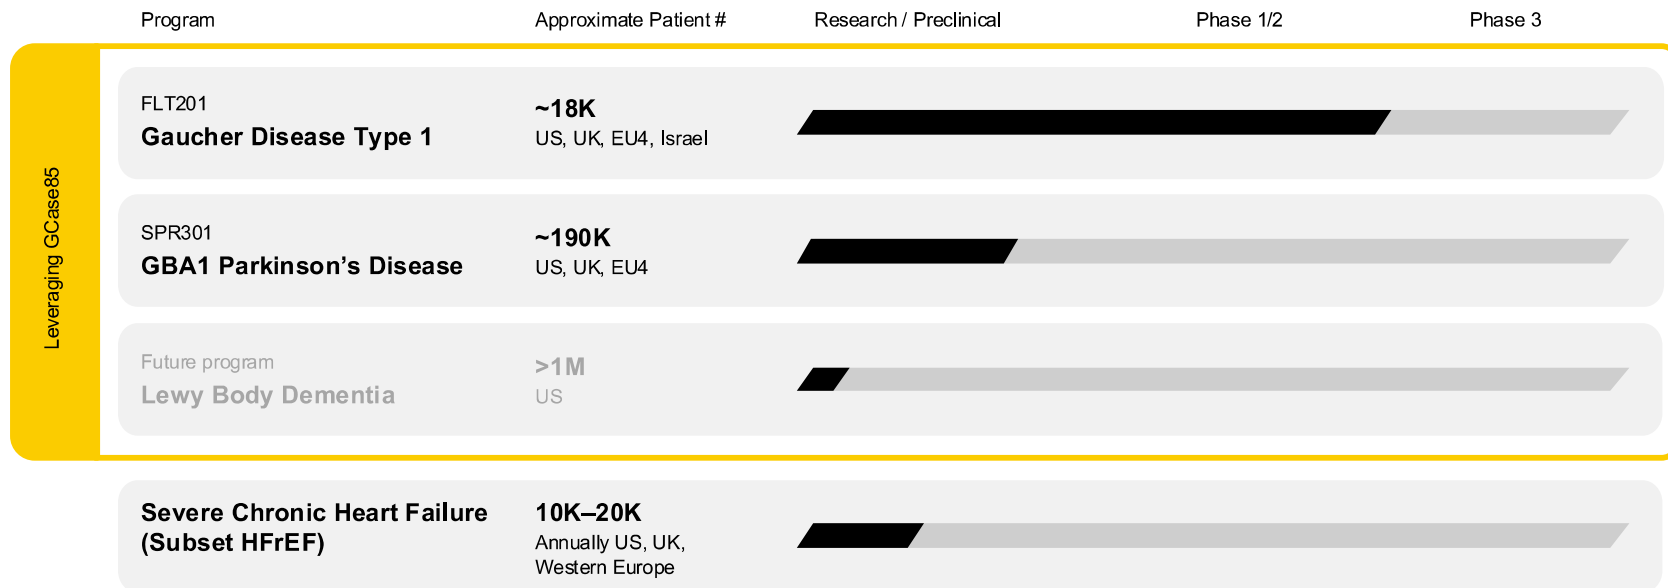 Program
Approximate Patient #
Research / Preclinical
Phase 1/2
Phase 3
Leveraging GCase85
FLT201
Gaucher Disease Type 1
~18K
US, UK, EU4, Israel
SPR301
GBA1 Parkinson’s Disease
~190K
US, UK, EU4
Future program
Lewy Body Dementia
>1M
US
Severe Chronic Heart Failure
(Subset HFrEF)
10K–20K
Annually US, UK,
Western Europe